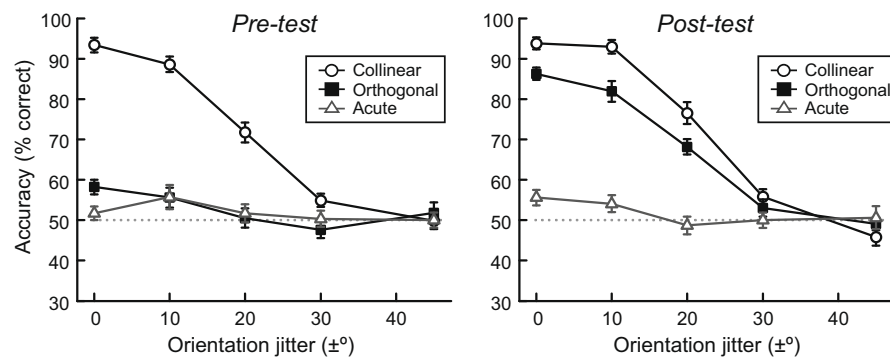 Pre-test
Post-test
Accuracy (% correct)
100
90
80
70
60
50
40
30
Collinear
Orthogonal
Acute
0 10 20 30 40
Orientation jitter (±º)
100
90
80
70
60
50
40
30
Collinear
Orthogonal
Acute
0 10 20 30 40
Orientation jitter (±º)